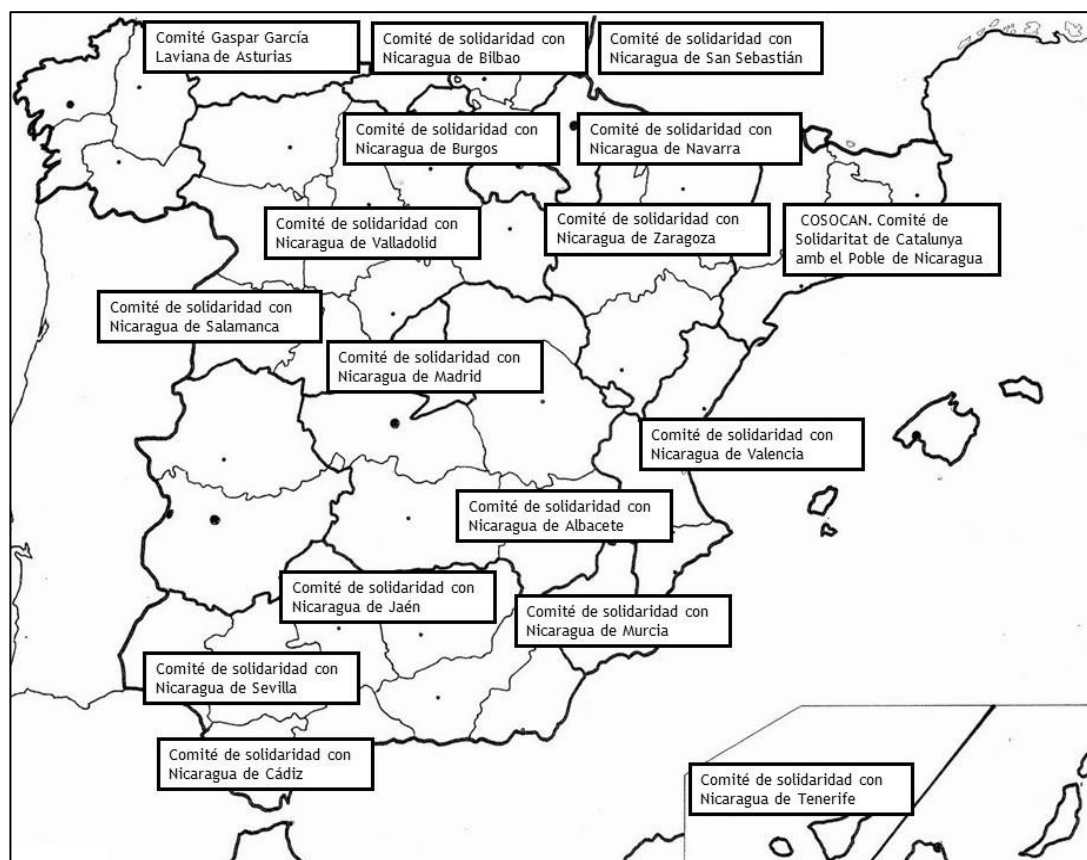 Comité Gaspar García
Laviana de Asturias
Comité de solidaridad con
Nicaragua de Bilbao
Comité de solidaridad con
Nicaragua de San Sebastián
Comité de solidaridad con
Nicaragua de Burgos
Comité de solidaridad con
Nicaragua de Navarra
Comité de solidaridad con
Nicaragua de Valladolid
Comité de solidaridad con
Nicaragua de Zaragoza
COSOCAN. Comité de
Solidaritat de Catalunya
amb el Poble de Nicaragua
Comité de solidaridad con
Nicaragua de Salamanca
Comité de solidaridad con
Nicaragua de Madrid
Comité de solidaridad con
Nicaragua de Valencia
Comité de solidaridad con
Nicaragua de Albacete
Comité de solidaridad con
Nicaragua de Jaén
Comité de solidaridad con
Nicaragua de Murcia
Comité de solidaridad con
Nicaragua de Sevilla
Comité de solidaridad con
Nicaragua de Cádiz
Comité de solidaridad con
Nicaragua de Tenerife